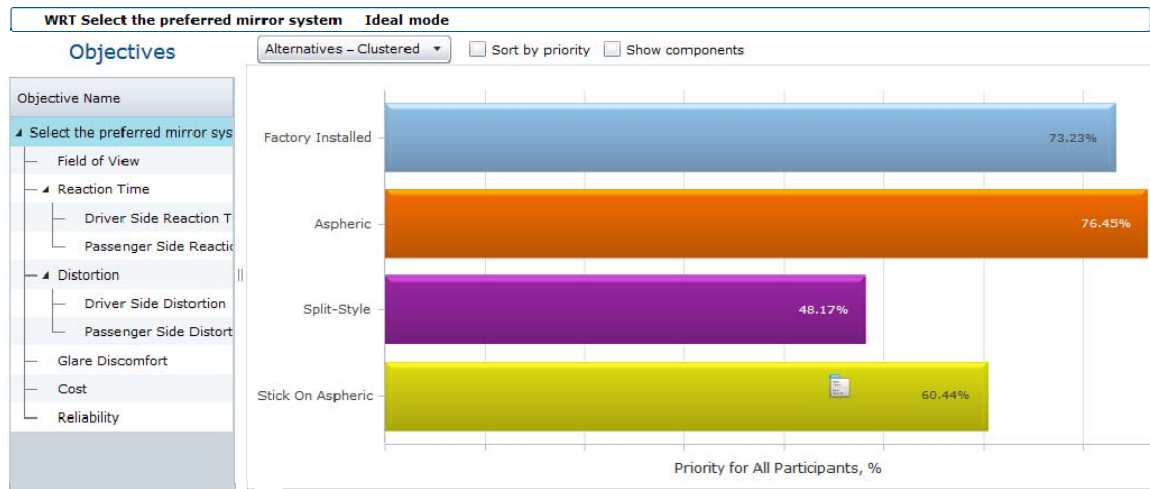 WRT Select the preferred mirror system Ideal mode
Objectives
Alternatives – Clustered
Sort by priority
Show components
Objective Name
Select the preferred mirror sys
Field of View
Reaction Time
Driver Side Reaction T
Passenger Side Reactio
Distortion
Driver Side Distortion
Passenger Side Distort
Glare Discomfort
Cost
Reliability
Factory Installed
73.23%
Aspheric
76.45%
Split-Style
48.17%
Stick On Aspheric
60.44%
Priority for All Participants, %